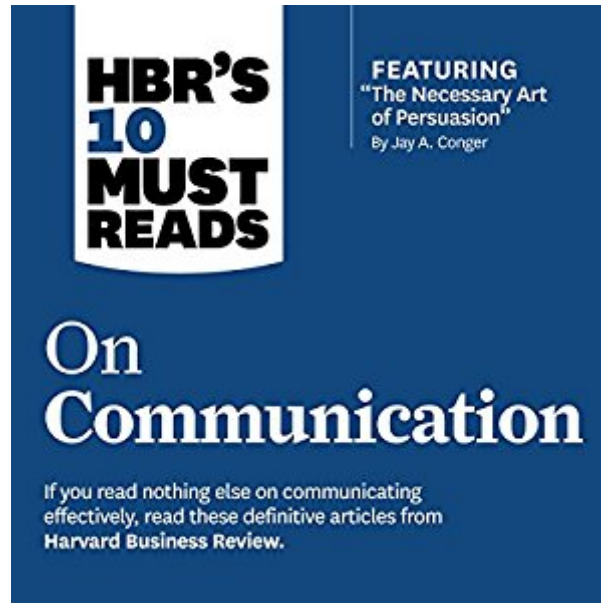 HBR'S
10
MUST
READS
FEATURING
"The Necessary Art
of Persuasion"
By Jay A. Conger
On
Communication
If you read nothing else on communicating
effectively, read these definitive articles from
Harvard Business Review.